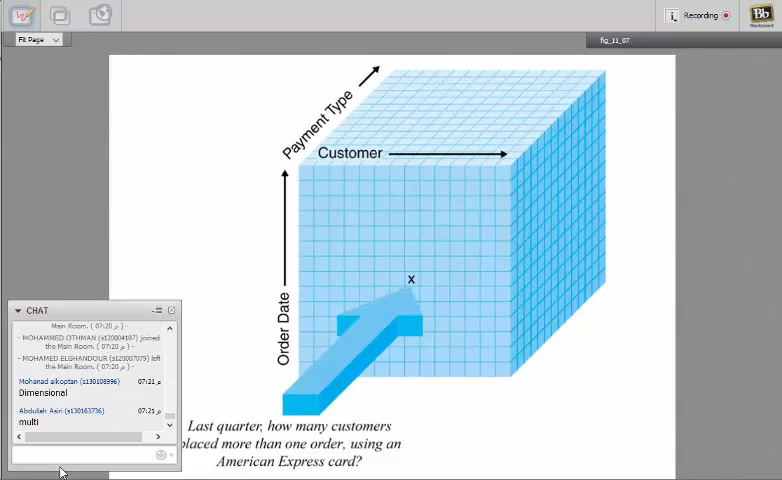 Recording
Bb
Blackboard
Fit Page
fig_11_07
Payment Type
Customer
Order Date
x
CHAT
Main Room. ( 07:20 م ) -
- MOHAMMED OTHMAN.(s120004107) joined
the Main Room. ( 07:20 م ) -
- MOHAMED ELGHANDOUR (s120007079) left
the Main Room. ( 07:20 م ) -
Mohanad alkoptan (s130108996) 07:21 م
Dimensional
Abdullah Asiri (s130163736) 07:21 م
multi
Last quarter, how many customers
placed more than one order, using an
American Express card?